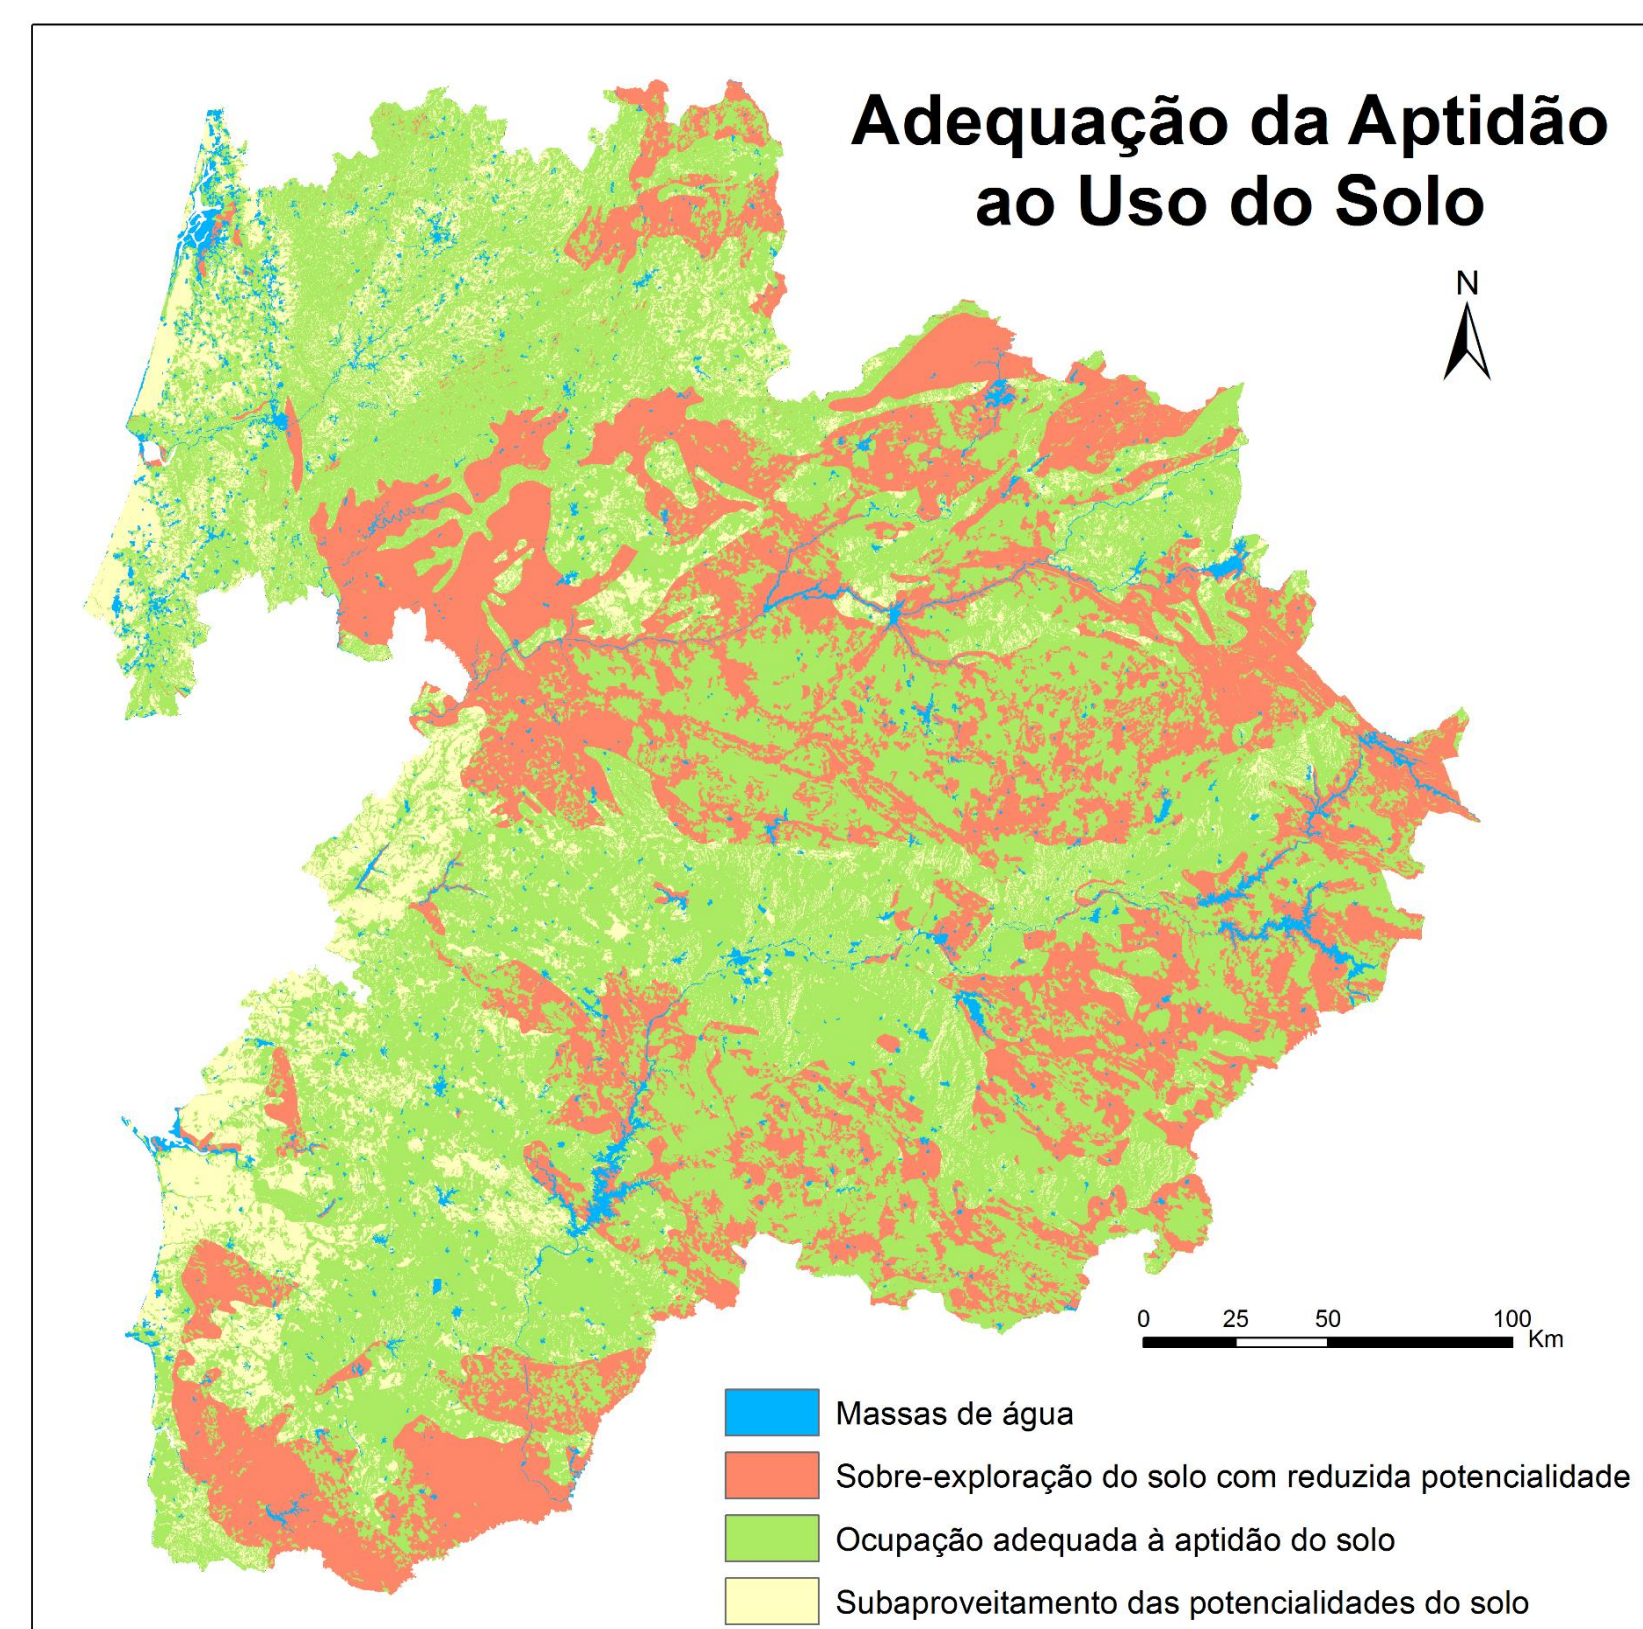 Adequação da Aptidão
ao Uso do Solo
N
0 25 50 100
Km
Massas de água
Sobre-exploração do solo com reduzida potencialidade
Ocupação adequada à aptidão do solo
Subaproveitamento das potencialidades do solo